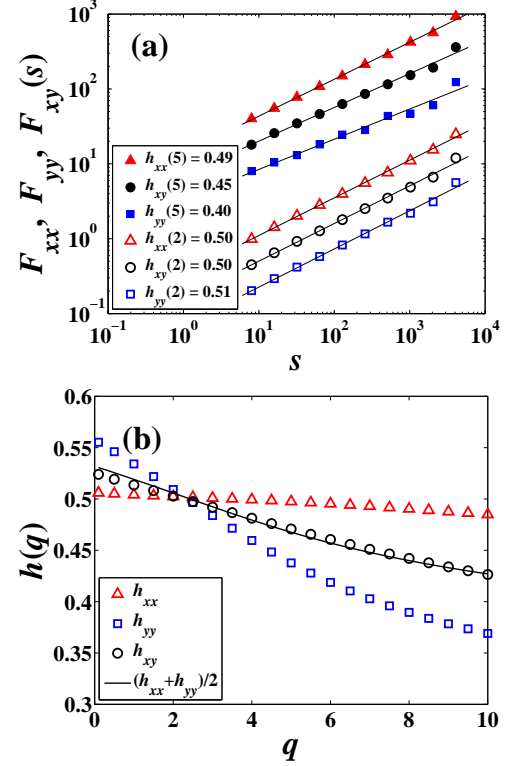 (a)
F_xx, F_yy, F_xy(s)
10^3
10^2
10^1
10^0
10^-1
h_xx(5) = 0.49
h_xy(5) = 0.45
h_yy(5) = 0.40
h_xx(2) = 0.50
h_xy(2) = 0.50
h_yy(2) = 0.51
10^-1 10^0 10^1 10^2 10^3 10^4
s
(b)
h(q)
0.6
0.55
0.5
0.45
0.4
0.35
0.3
h_xx
h_yy
h_xy
(h_xx+h_yy)/2
0 2 4 6 8 10
q